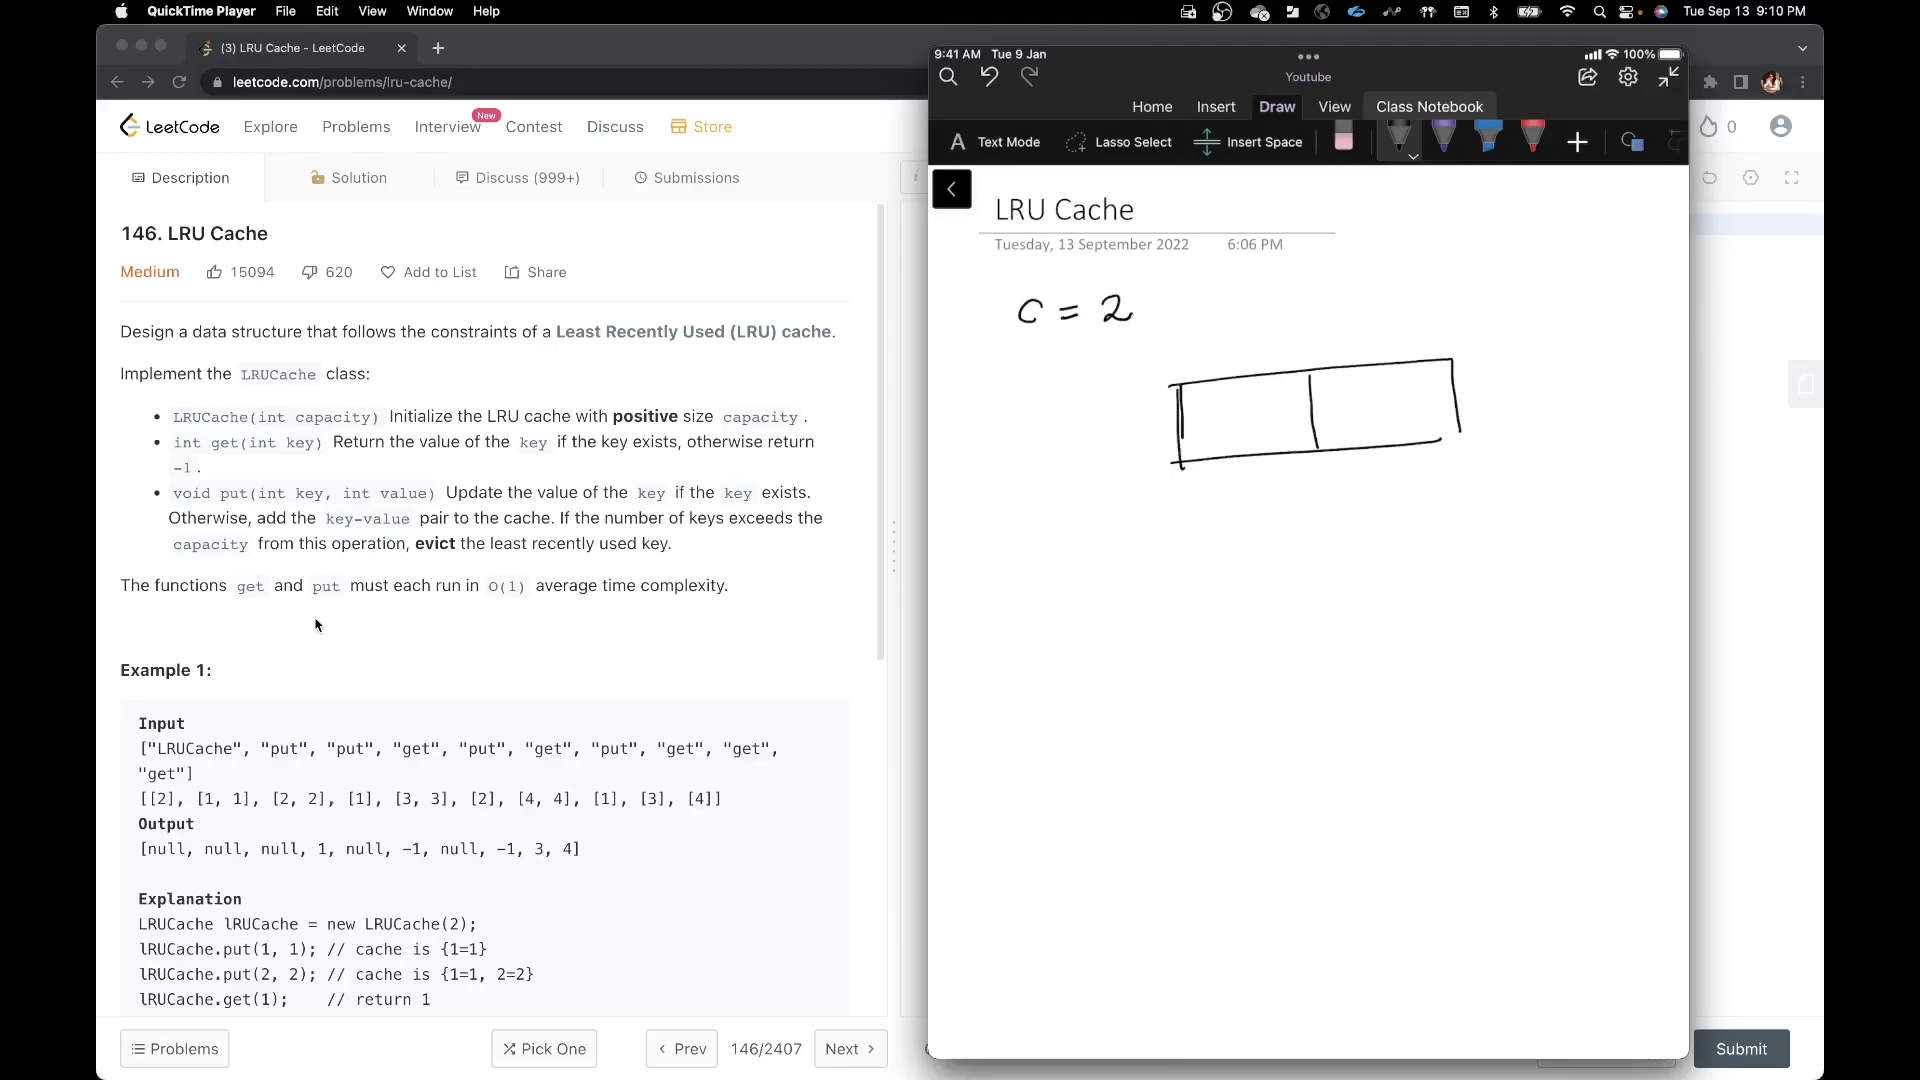 QuickTime Player File Edit View Window Help Tue Sep 13 9:10 PM
(3) LRU Cache - LeetCode
leetcode.com/problems/lru-cache/
LeetCode Explore Problems Interview New Contest Discuss Store 0
Description Solution Discuss (999+) Submissions
146. LRU Cache
Medium 15094 620 Add to List Share
Design a data structure that follows the constraints of a Least Recently Used (LRU) cache.
Implement the LRUCache class:
• LRUCache(int capacity) Initialize the LRU cache with positive size capacity .
• int get(int key) Return the value of the key if the key exists, otherwise return
-1 .
• void put(int key, int value) Update the value of the key if the key exists.
Otherwise, add the key-value pair to the cache. If the number of keys exceeds the
capacity from this operation, evict the least recently used key.
The functions get and put must each run in O(1) average time complexity.
Example 1:
Input
["LRUCache", "put", "put", "get", "put", "get", "put", "get", "get",
"get"]
[[2], [1, 1], [2, 2], [1], [3, 3], [2], [4, 4], [1], [3], [4]]
Output
[null, null, null, 1, null, -1, null, -1, 3, 4]
Explanation
LRUCache lRUCache = new LRUCache(2);
lRUCache.put(1, 1); // cache is {1=1}
lRUCache.put(2, 2); // cache is {1=1, 2=2}
lRUCache.get(1); // return 1
Problems Pick One Prev 146/2407 Next Submit
9:41 AM Tue 9 Jan 100%
Youtube
Home Insert Draw View Class Notebook
A Text Mode Lasso Select Insert Space
LRU Cache
Tuesday, 13 September 2022 6:06 PM
C = 2